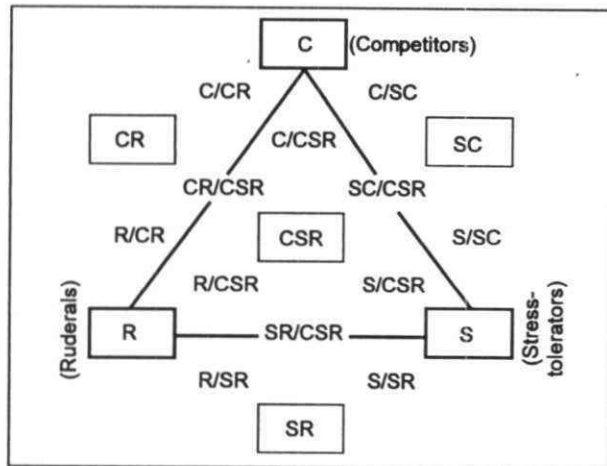 C (Competitors)
C/CR C/SC
CR C/CSR SC
CR/CSR SC/CSR
R/CR CSR S/SC
R/CSR S/CSR
(Ruderals) R SR/CSR S (Stress-
tolerators)
R/SR S/SR
SR